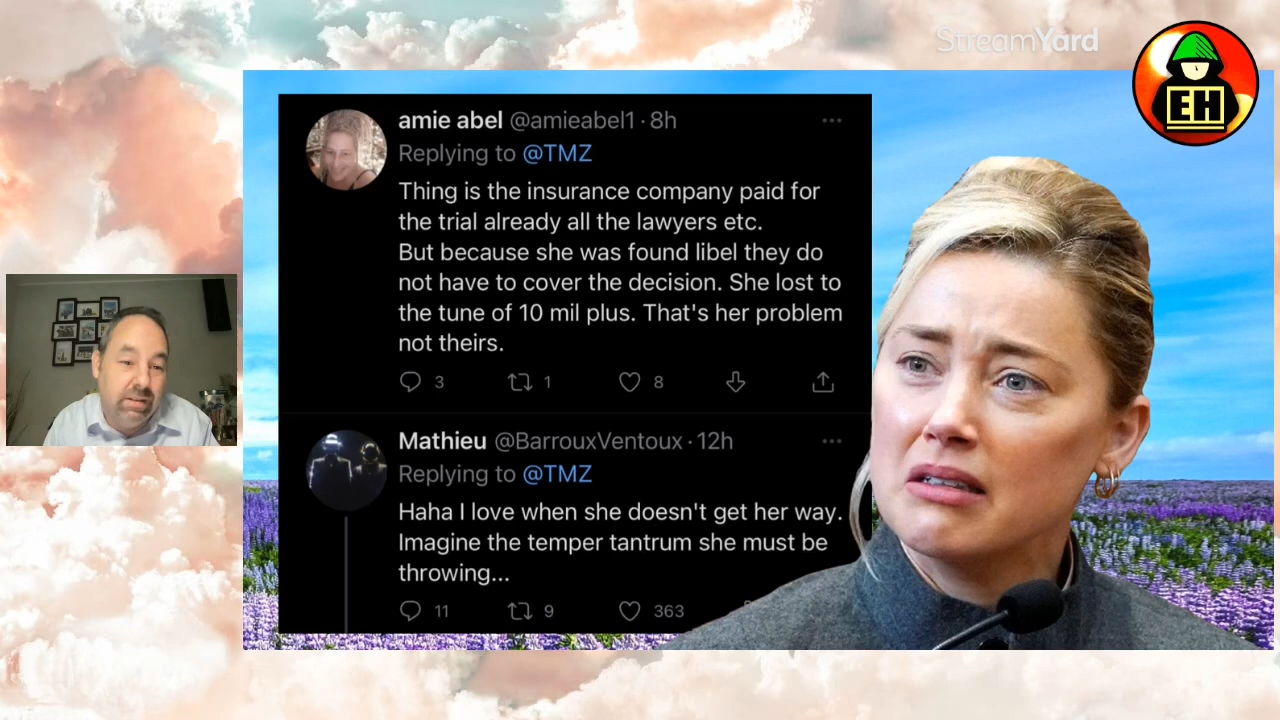 StreamYard
EH
amie abel @amieabel1 · 8h
Replying to @TMZ
Thing is the insurance company paid for
the trial already all the lawyers etc.
But because she was found libel they do
not have to cover the decision. She lost to
the tune of 10 mil plus. That's her problem
not theirs.
3 1 8
Mathieu @BarrouxVentoux · 12h
Replying to @TMZ
Haha I love when she doesn't get her way.
Imagine the temper tantrum she must be
throwing...
11 9 363